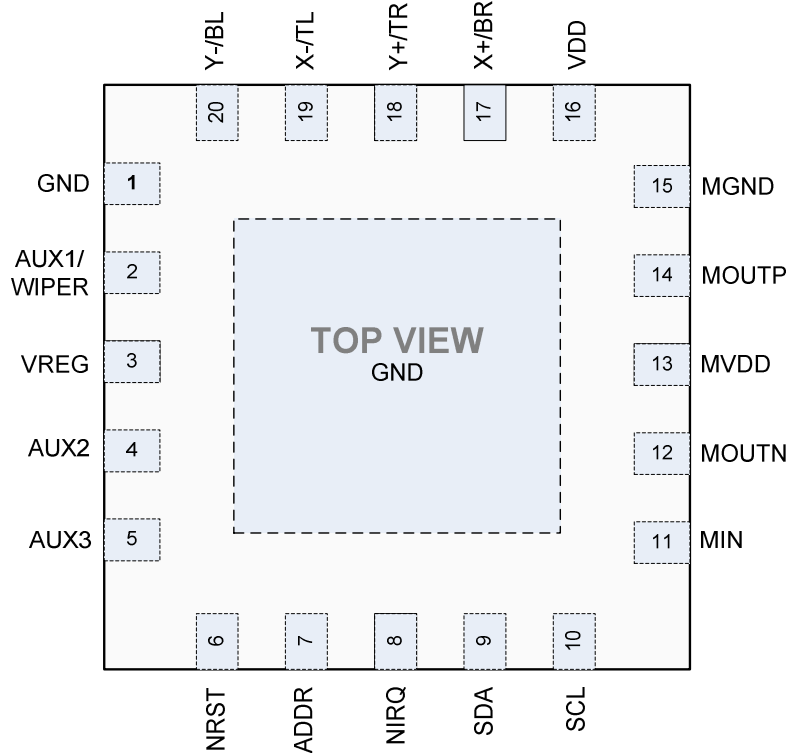 Y-/BL
X-/TL
Y+/TR
X+/BR
VDD
20
19
18
17
16
GND
1
15
MGND
AUX1/
WIPER
2
14
MOUTP
TOP VIEW
GND
VREG
3
13
MVDD
AUX2
4
12
MOUTN
AUX3
5
11
MIN
6
7
8
9
10
NRST
ADDR
NIRQ
SDA
SCL